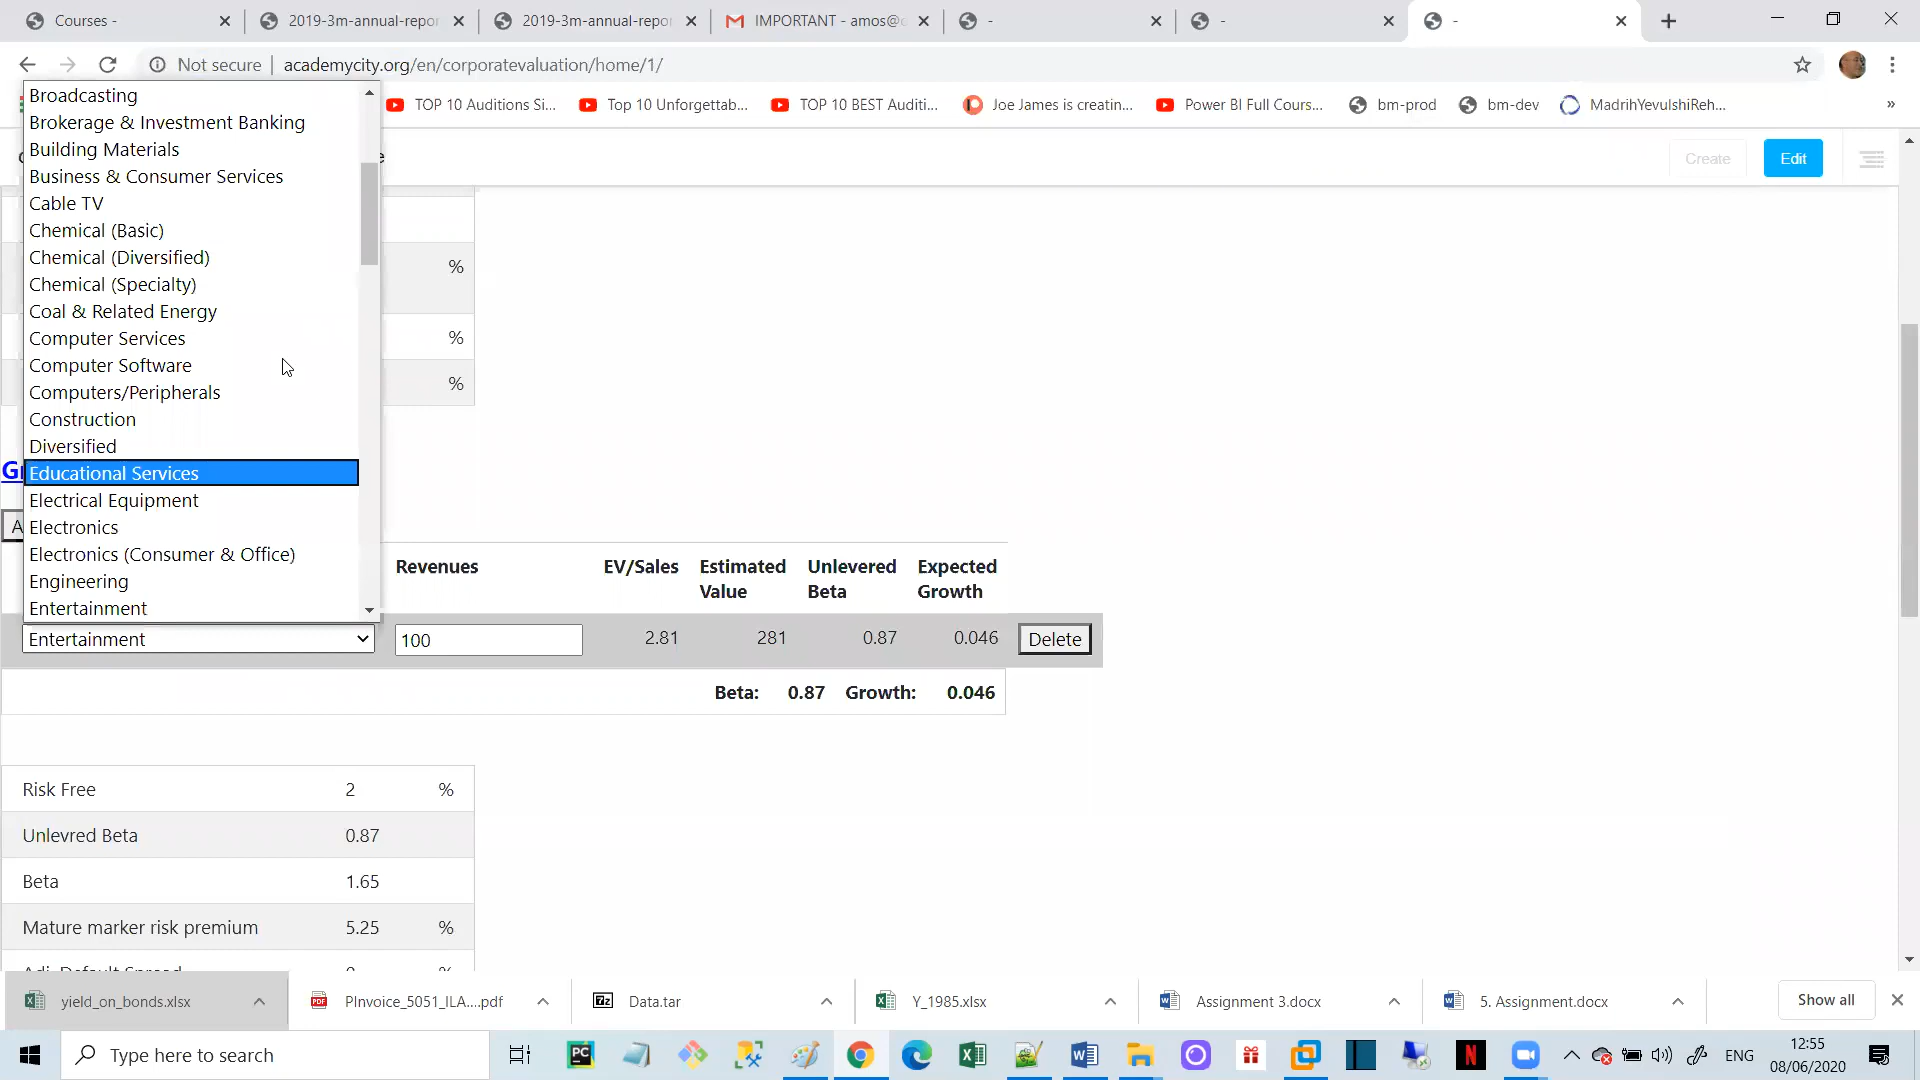 Courses -
2019-3m-annual-repor
2019-3m-annual-repor
IMPORTANT - amos@
-
-
-
Not secure | academycity.org/en/corporatevaluation/home/1/
TOP 10 Auditions Si...
Top 10 Unforgettab...
TOP 10 BEST Auditi...
Joe James is creatin...
Power BI Full Cours...
bm-prod
bm-dev
MadrihYevulshiReh...
»
Create
Edit
Broadcasting
Brokerage & Investment Banking
Building Materials
Business & Consumer Services
Cable TV
Chemical (Basic)
Chemical (Diversified)
Chemical (Specialty)
Coal & Related Energy
Computer Services
Computer Software
Computers/Peripherals
Construction
Diversified
Educational Services
Electrical Equipment
Electronics
Electronics (Consumer & Office)
Engineering
Entertainment
%
%
%
Revenues EV/Sales Estimated Value Unlevered Beta Expected Growth
Entertainment 100 2.81 281 0.87 0.046 Delete
Beta: 0.87 Growth: 0.046
Risk Free 2 %
Unlevred Beta 0.87
Beta 1.65
Mature marker risk premium 5.25 %
yield_on_bonds.xlsx
PInvoice_5051_ILA....pdf
Data.tar
Y_1985.xlsx
Assignment 3.docx
5. Assignment.docx
Show all
Type here to search
ENG
12:55
08/06/2020